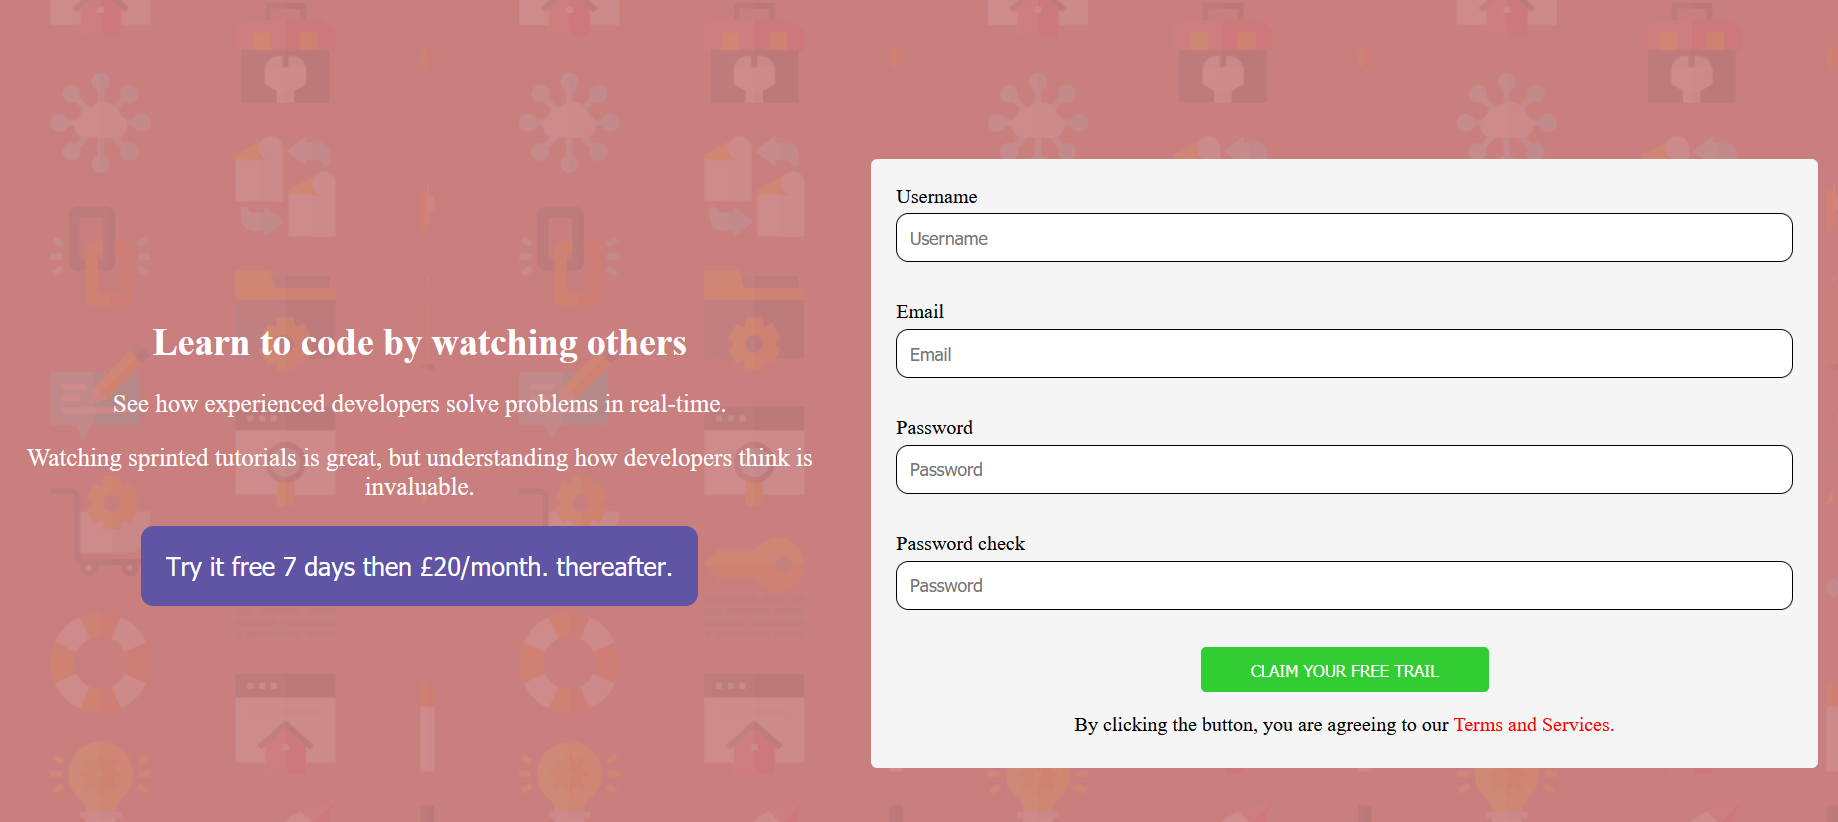 Learn to code by watching others
See how experienced developers solve problems in real-time.
Watching sprinted tutorials is great, but understanding how developers think is
invaluable.
Try it free 7 days then £20/month. thereafter.
Username
Username
Email
Email
Password
Password
Password check
Password
CLAIM YOUR FREE TRAIL
By clicking the button, you are agreeing to our Terms and Services.